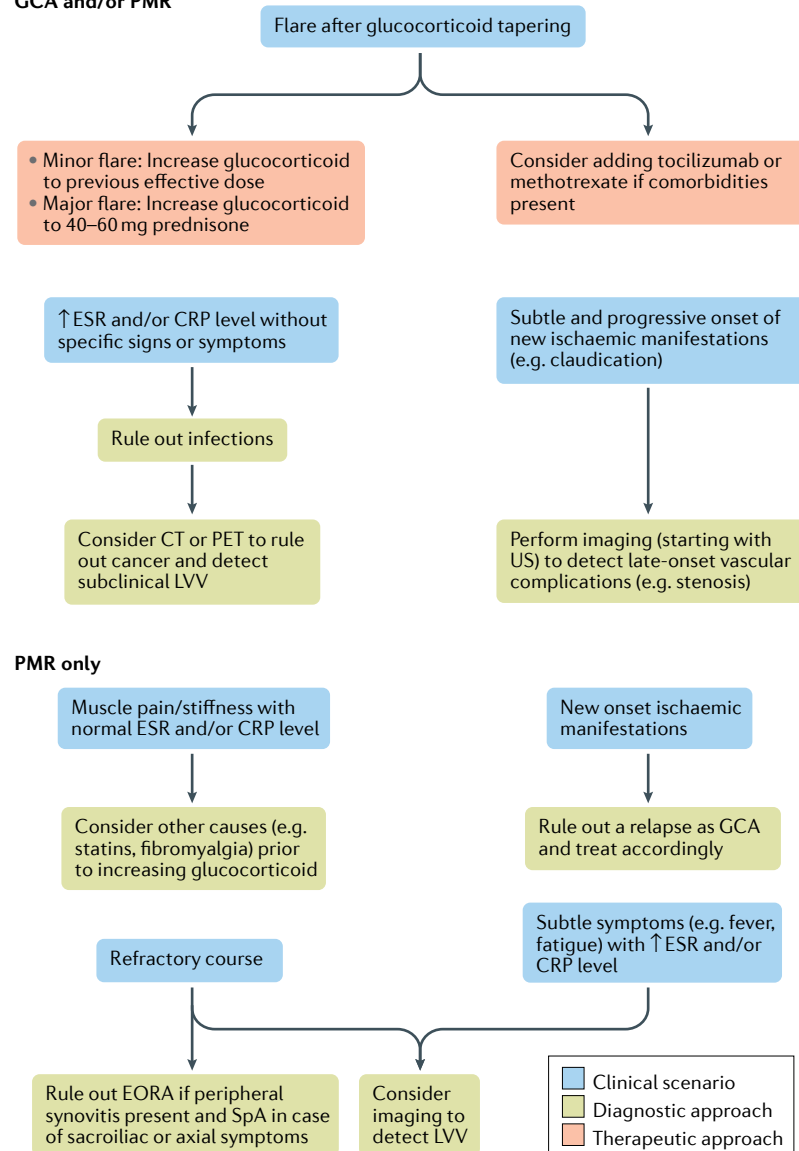 GCA and/or PMR
Flare after glucocorticoid tapering
• Minor flare: Increase glucocorticoid
to previous effective dose
• Major flare: Increase glucocorticoid
to 40–60 mg prednisone
Consider adding tocilizumab or
methotrexate if comorbidities
present
↑ESR and/or CRP level without
specific signs or symptoms
Subtle and progressive onset of
new ischaemic manifestations
(e.g. claudication)
Rule out infections
Consider CT or PET to rule
out cancer and detect
subclinical LVV
Perform imaging (starting with
US) to detect late-onset vascular
complications (e.g. stenosis)
PMR only
Muscle pain/stiffness with
normal ESR and/or CRP level
New onset ischaemic
manifestations
Consider other causes (e.g.
statins, fibromyalgia) prior
to increasing glucocorticoid
Rule out a relapse as GCA
and treat accordingly
Refractory course
Subtle symptoms (e.g. fever,
fatigue) with ↑ESR and/or
CRP level
Rule out EORA if peripheral
synovitis present and SpA in case
of sacroiliac or axial symptoms
Consider
imaging to
detect LVV
Clinical scenario
Diagnostic approach
Therapeutic approach